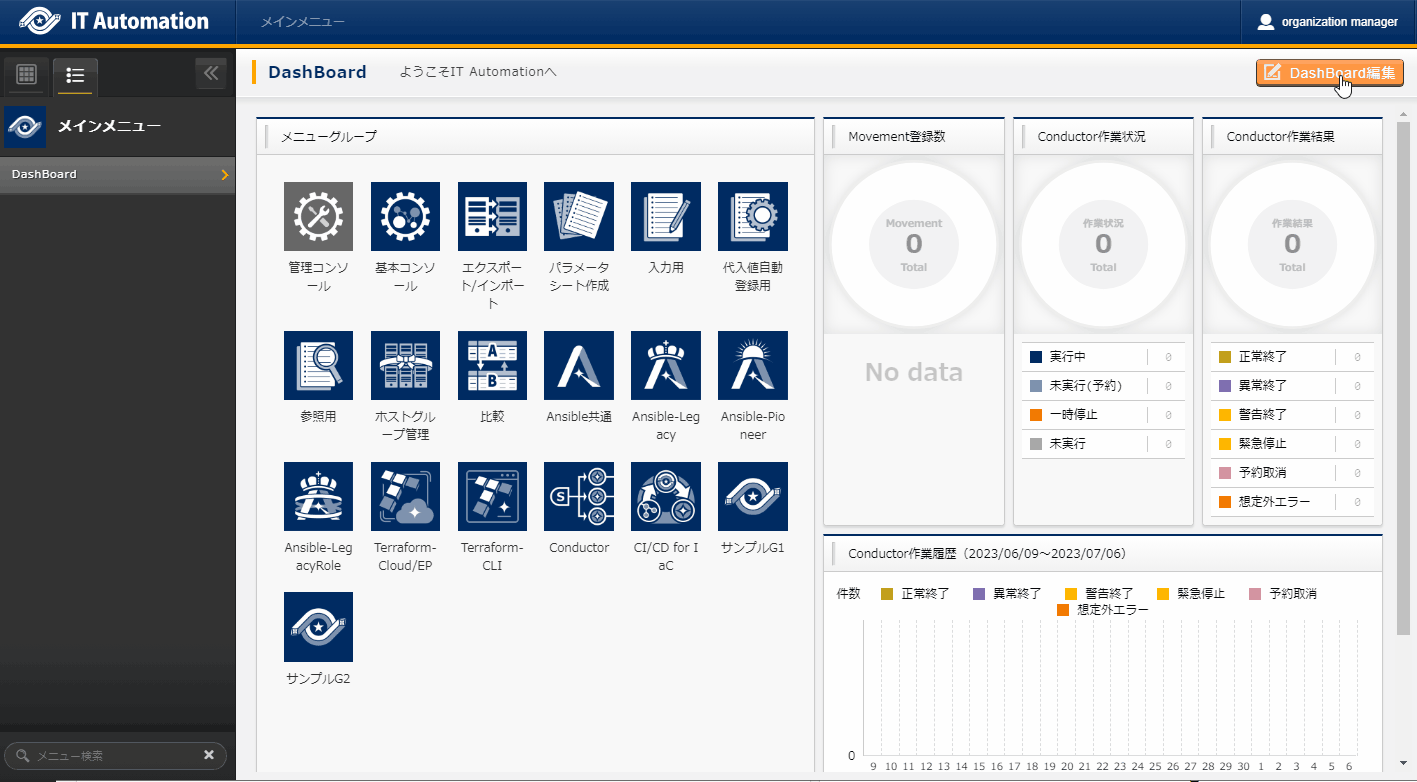 IT Automation
メインメニュー
organization manager
DashBoard
ようこそIT Automationへ
DashBoard編集
メインメニュー
DashBoard
メニュー検索
メニューグループ
管理コンソ
ール
基本コンソ
ール
エクスポー
ト/インポー
ト
パラメータ
シート作成
入力用
代入値自動
登録用
参照用
ホストグル
ープ管理
A
B
比較
Ansible共通
Ansible-Leg
acy
Ansible-Pio
neer
Ansible-Leg
acyRole
Terraform-
Cloud/EP
Terraform-
CLI
S
Conductor
CI/CD for I
aC
サンプルG1
サンプルG2
Movement登録数
Movement
0
Total
No data
Conductor作業状況
作業状況
0
Total
実行中 0
未実行(予約) 0
一時停止 0
未実行 0
Conductor作業結果
作業結果
0
Total
正常終了 0
異常終了 0
警告終了 0
緊急停止 0
予約取消 0
想定外エラー 0
Conductor作業履歴（2023/06/09～2023/07/06）
件数 正常終了 異常終了 警告終了 緊急停止 予約取消
想定外エラー
0
9 10 11 12 13 14 15 16 17 18 19 20 21 22 23 24 25 26 27 28 29 30 1 2 3 4 5 6